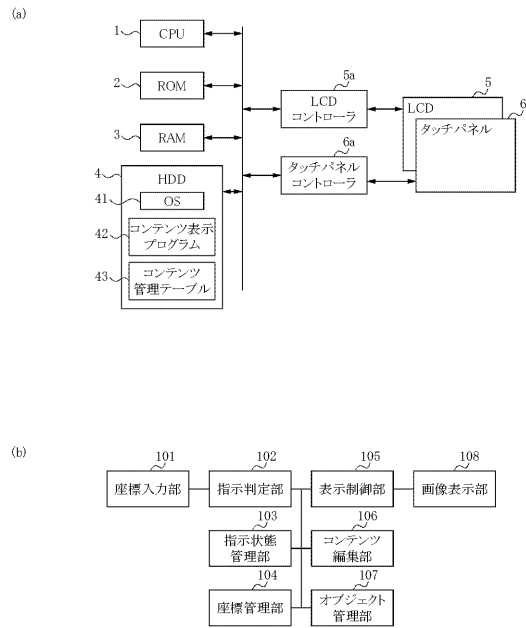 (a)
1
CPU
2
ROM
3
RAM
4
HDD
41
OS
42
コンテンツ表示
プログラム
43
コンテンツ
管理テーブル
5a
LCD
コントローラ
6a
タッチパネル
コントローラ
5
LCD
6
タッチパネル
(b)
101
座標入力部
102
指示判定部
105
表示制御部
108
画像表示部
103
指示状態
管理部
106
コンテンツ
編集部
104
座標管理部
107
オブジェクト
管理部